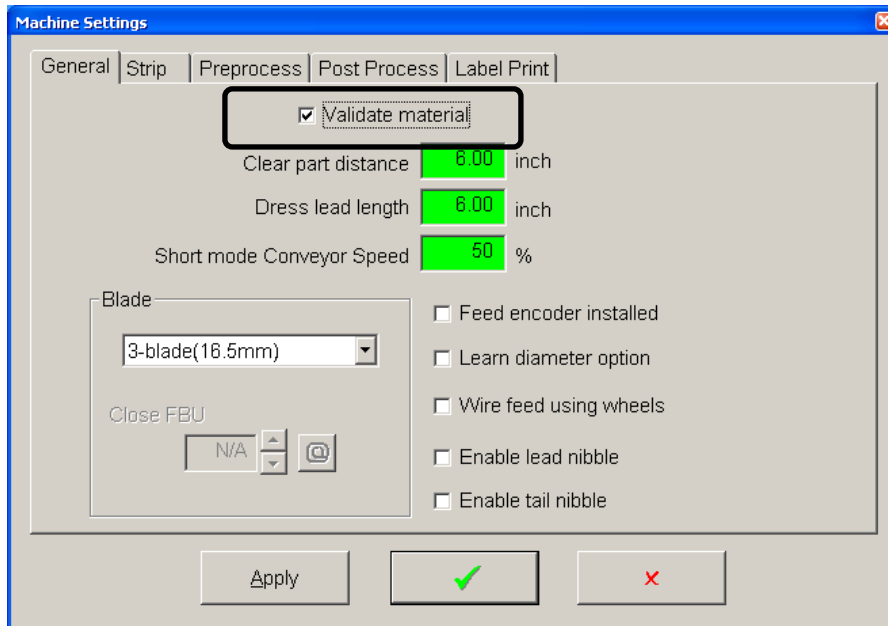 Machine Settings
General Strip Preprocess Post Process Label Print
Validate material
Clear part distance 6.00 inch
Dress lead length 6.00 inch
Short mode Conveyor Speed 50 %
Blade
3-blade(16.5mm)
Close FBU
N/A @
Feed encoder installed
Learn diameter option
Wire feed using wheels
Enable lead nibble
Enable tail nibble
Apply